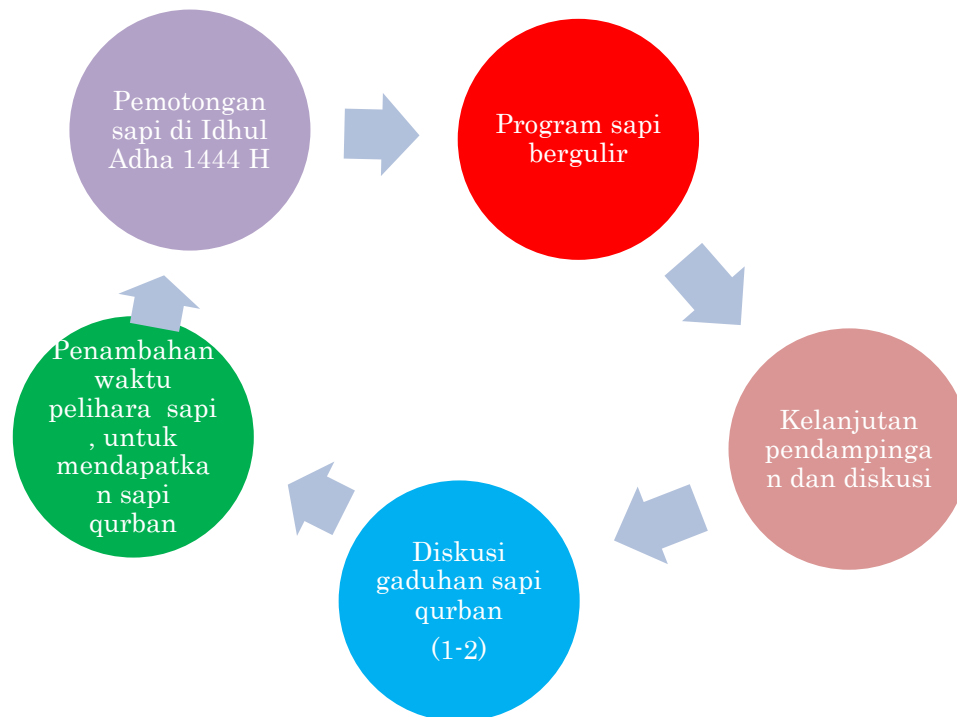 Pemotongan
sapi di Idhul
Adha 1444 H
Program sapi
bergulir
Kelanjutan
pendampinga
n dan diskusi
Diskusi
gaduhan sapi
qurban
(1-2)
Penambahan
waktu
pelihara  sapi
, untuk
mendapatka
n sapi
qurban